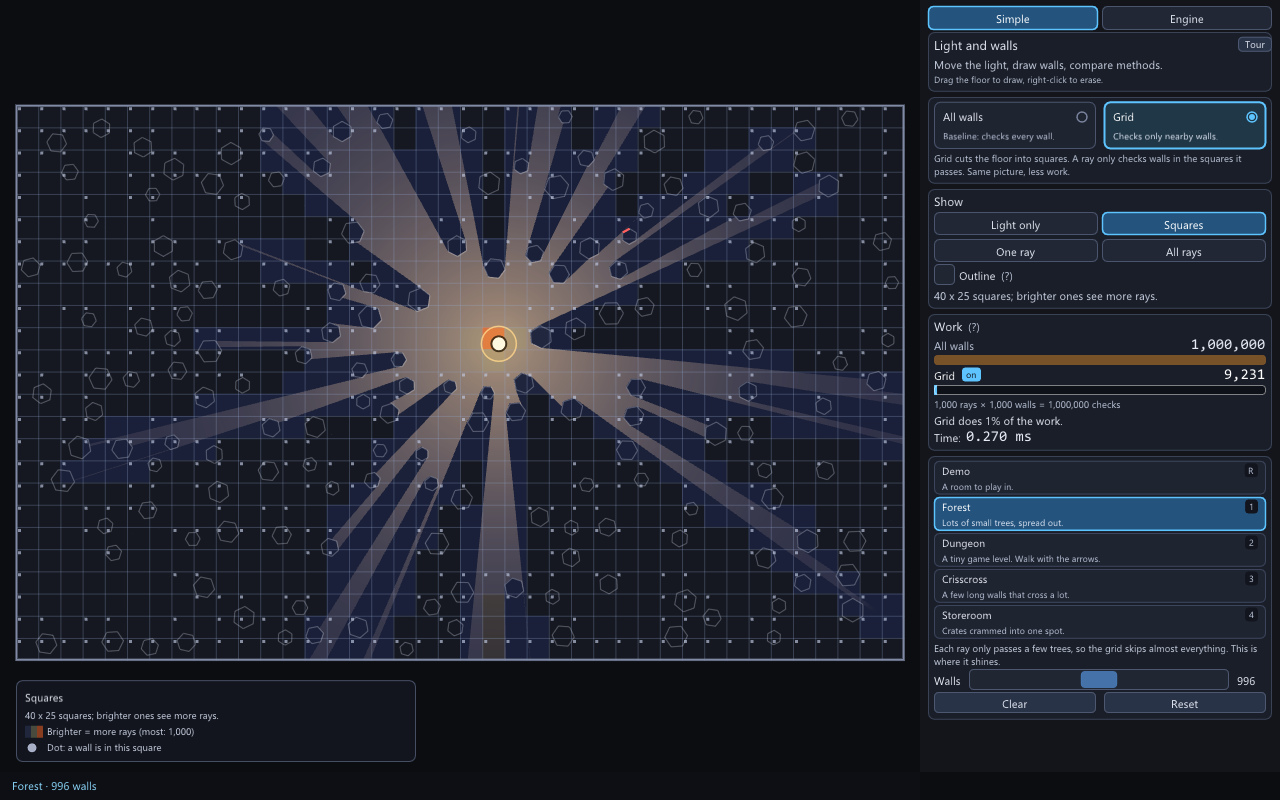 Simple
Engine
Light and walls
Tour
Move the light, draw walls, compare methods.
Drag the floor to draw, right-click to erase.
All walls
Baseline: checks every wall.
Grid
Checks only nearby walls.
Grid cuts the floor into squares. A ray only checks walls in the squares it
passes. Same picture, less work.
Show
Light only
Squares
One ray
All rays
Outline (?)
40 x 25 squares; brighter ones see more rays.
Work (?)
All walls 1,000,000
Grid on 9,231
1,000 rays × 1,000 walls = 1,000,000 checks
Grid does 1% of the work.
Time: 0.270 ms
Demo R
A room to play in.
Forest 1
Lots of small trees, spread out.
Dungeon 2
A tiny game level. Walk with the arrows.
Crisscross 3
A few long walls that cross a lot.
Storeroom 4
Crates crammed into one spot.
Each ray only passes a few trees, so the grid skips almost everything. This is
where it shines.
Walls 996
Clear
Reset
Squares
40 x 25 squares; brighter ones see more rays.
Brighter = more rays (most: 1,000)
Dot: a wall is in this square
Forest · 996 walls